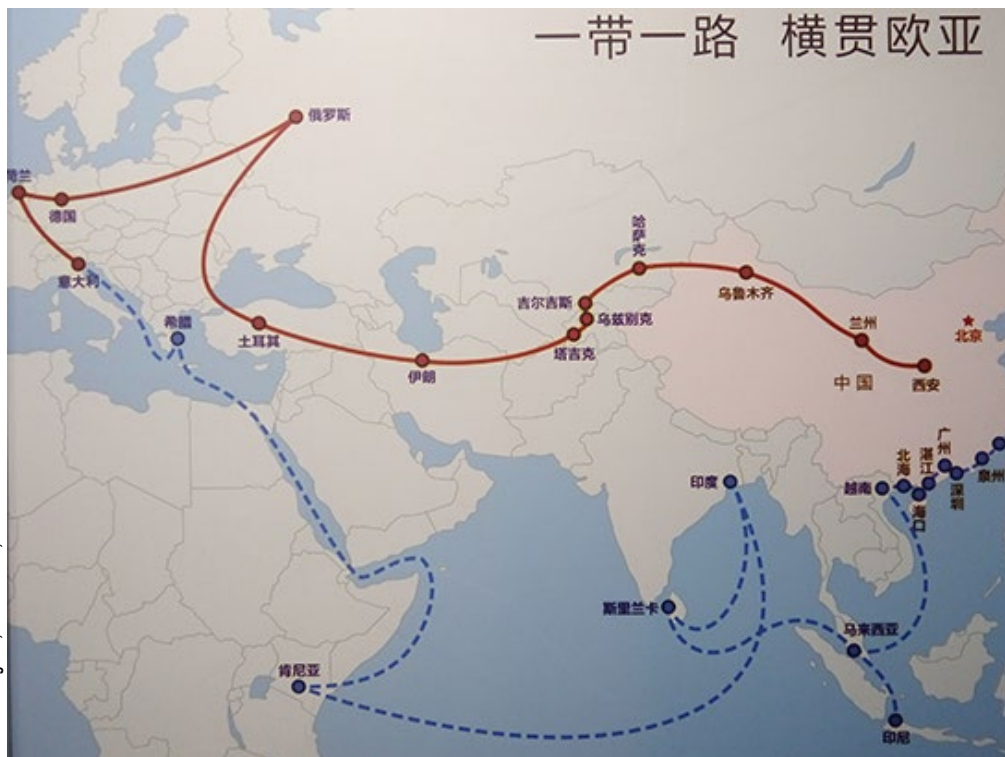 一带一路 横贯欧亚
俄罗斯
荷兰
德国
意大利
希腊
土耳其
伊朗
哈萨克
吉尔吉斯
乌兹别克
塔吉克
乌鲁木齐
兰州
北京
中国
西安
印度
斯里兰卡
肯尼亚
越南
北海
海口
湛江
广州
深圳
泉州
马来西亚
印尼